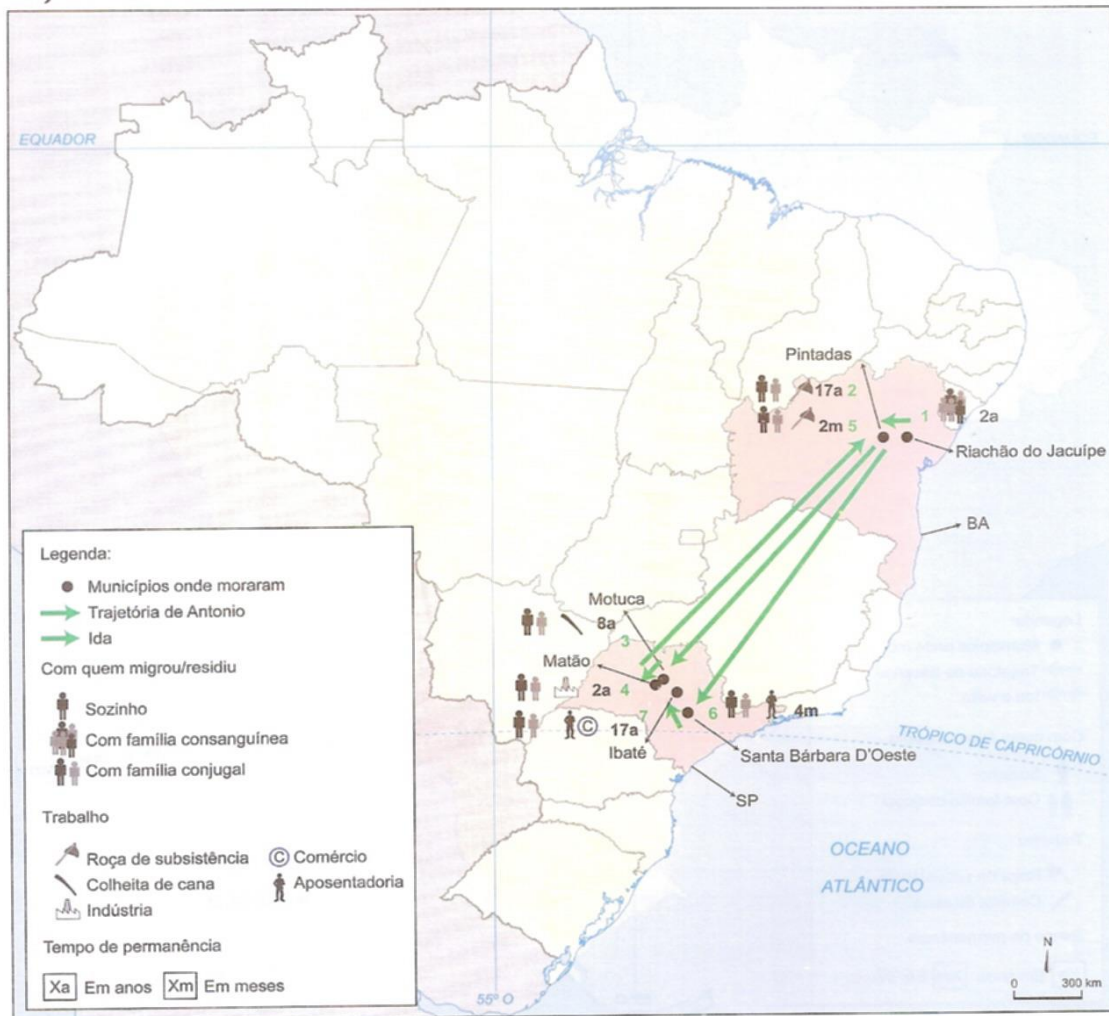 EQUADOR
Pintadas
17a 2
2m 5
1
2a
Riachão do Jacuípe
BA
Motuca
8a
3
Matão
2a 4
7
17a
Ibaté
6
4m
Santa Bárbara D'Oeste
SP
TRÓPICO DE CAPRICÓRNIO
OCEANO
ATLÂNTICO
Legenda:
Municípios onde moraram
Trajetória de Antonio
Ida
Com quem migrou/residiu
Sozinho
Com família consanguínea
Com família conjugal
Trabalho
Roça de subsistência
© Comércio
Colheita de cana
Aposentadoria
Indústria
Tempo de permanência
Xa Em anos
Xm Em meses
55º O
N
0 300 km